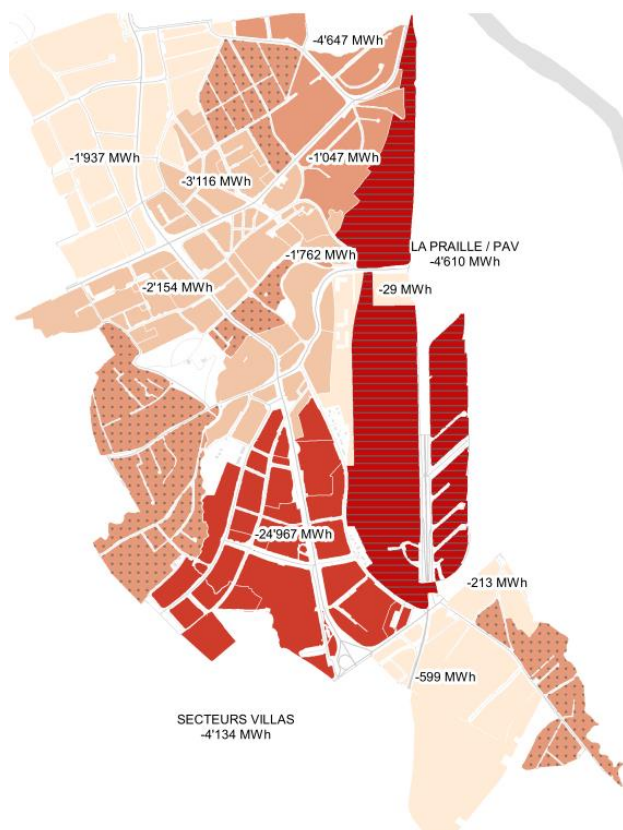 -4'647 MWh
-1'937 MWh
-1'047 MWh
-3'116 MWh
LA PRAILLE / PAV
-4'610 MWh
-1'762 MWh
-29 MWh
-2'154 MWh
-24'967 MWh
-213 MWh
-599 MWh
SECTEURS VILLAS
-4'134 MWh